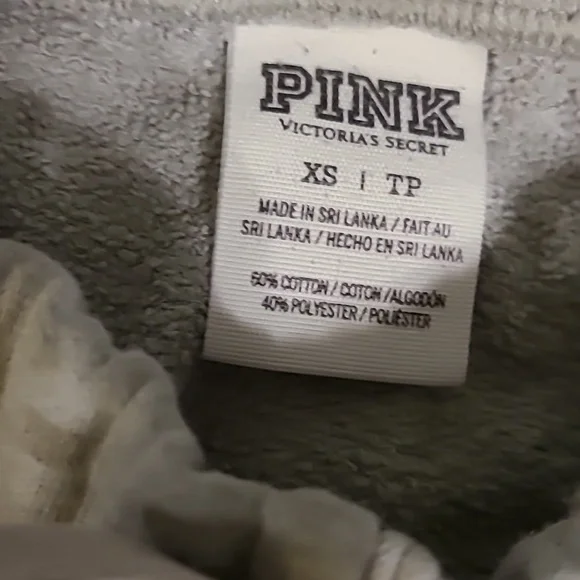 PINK
VICTORIA'S SECRET
XS | TP
MADE IN SRI LANKA / FAIT AU
SRI LANKA / HECHO EN SRI LANKA
60% COTTON / COTON / ALGODÓN
40% POLYESTER / POLIÉSTER